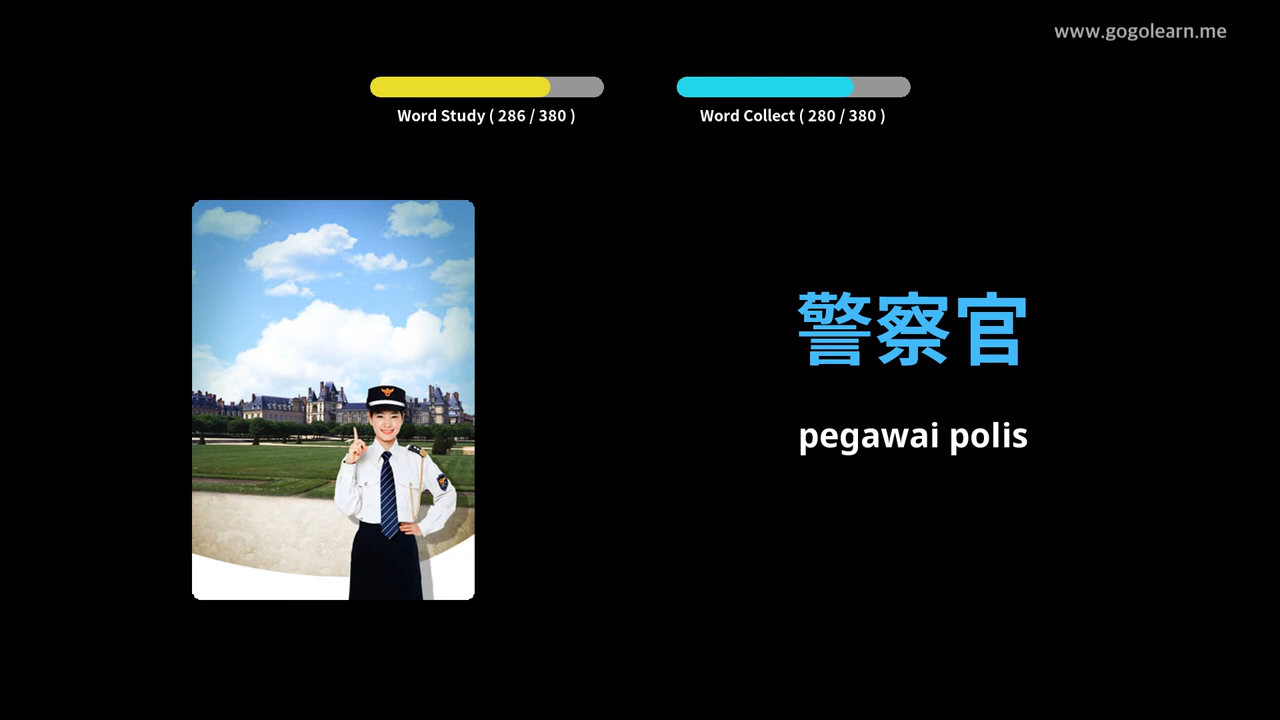 www.gogolearn.me
Word Study ( 286 / 380 )
Word Collect ( 280 / 380 )
警察官
pegawai polis